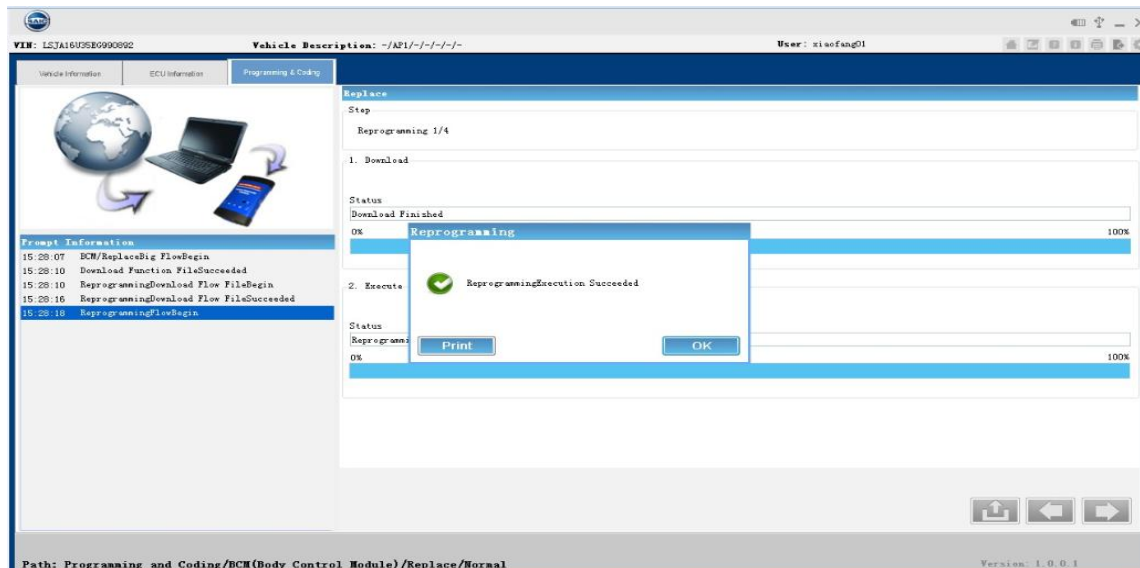 SAIC
VIN: LSJA16U35EG990892 Vehicle Description: -/AP1/-/-/-/-/- User: xiaofang01
Vehicle Information ECU Information Programming & Coding
Replace
Step
Reprogramming 1/4
1. Download
Status
Download Finished
0% 100%
Prompt Information
15:28:07 BCM/ReplaceBig FlowBegin
15:28:10 Download Function FileSucceeded
15:28:10 ReprogrammingDownload Flow FileBegin
15:28:16 ReprogrammingDownload Flow FileSucceeded
15:28:18 ReprogrammingFlowBegin
Reprogramming
ReprogrammingExecution Succeeded
Print OK
2. Execute
Status
Reprogrammi
0% 100%
Path: Programming and Coding/BCM(Body Control Module)/Replace/Normal Version: 1.0.0.1